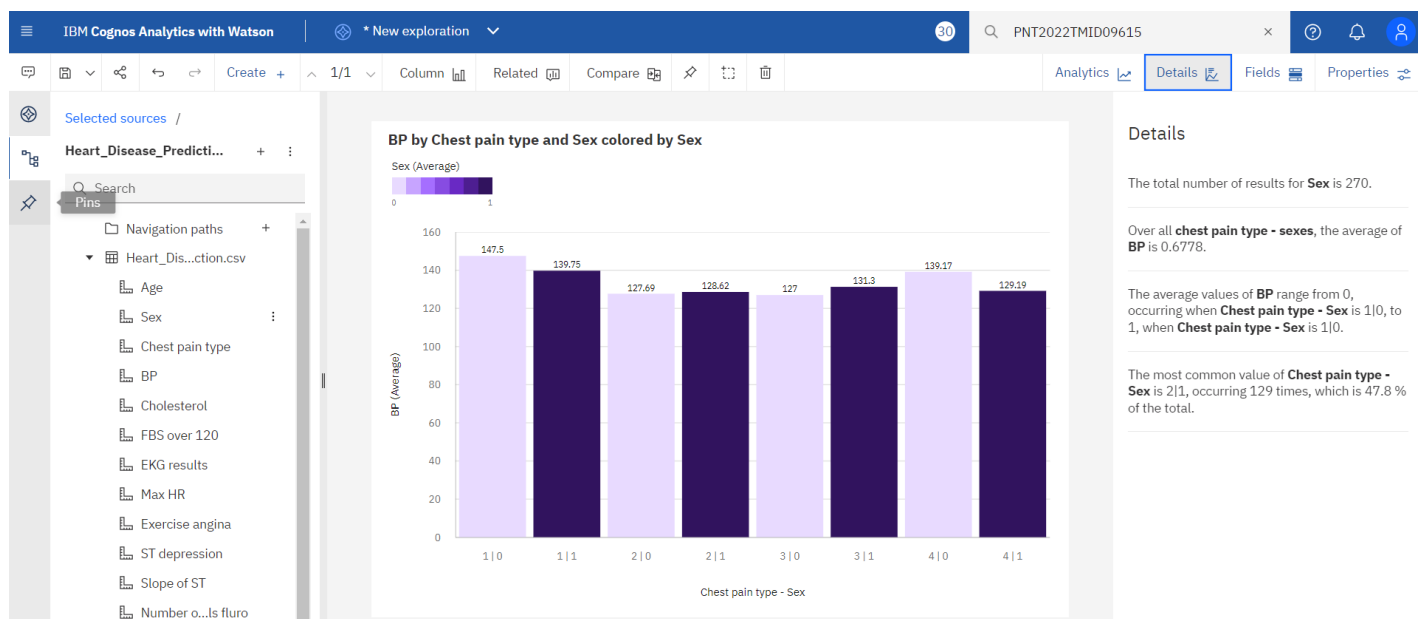 IBM Cognos Analytics with Watson
* New exploration
30
PNT2022TMID09615
Create +
1/1
Column
Related
Compare
Analytics
Details
Fields
Properties
Selected sources /
Heart_Disease_Predicti...
Search
Pins
Navigation paths
Heart_Dis...ction.csv
Age
Sex
Chest pain type
BP
Cholesterol
FBS over 120
EKG results
Max HR
Exercise angina
ST depression
Slope of ST
Number o...ls fluro
BP by Chest pain type and Sex colored by Sex
Sex (Average)
0 1
160
140
120
100
80
60
40
20
0
BP (Average)
147.5
139.75
127.69
128.62
127
131.3
139.17
129.19
1|0 1|1 2|0 2|1 3|0 3|1 4|0 4|1
Chest pain type - Sex
Details
The total number of results for Sex is 270.
Over all chest pain type - sexes, the average of
BP is 0.6778.
The average values of BP range from 0,
occurring when Chest pain type - Sex is 1|0, to
1, when Chest pain type - Sex is 1|0.
The most common value of Chest pain type -
Sex is 2|1, occurring 129 times, which is 47.8 %
of the total.